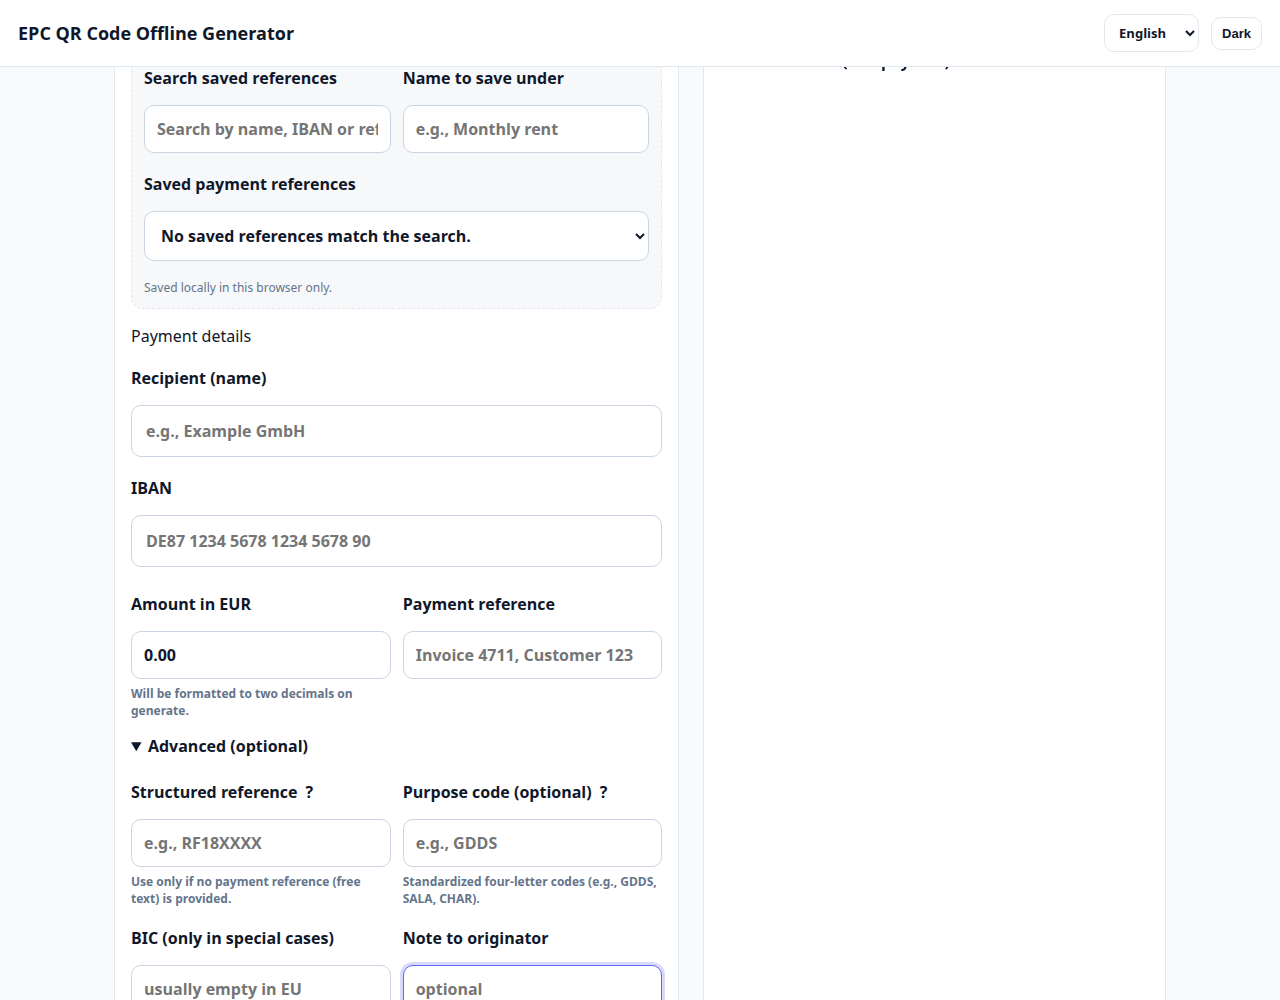 EPC QR Code Offline Generator
English
Dark
Search saved references
Name to save under
Search by name, IBAN or ref
e.g., Monthly rent
Saved payment references
No saved references match the search.
Saved locally in this browser only.
Payment details
Recipient (name)
e.g., Example GmbH
IBAN
DE87 1234 5678 1234 5678 90
Amount in EUR
Payment reference
0.00
Invoice 4711, Customer 123
Will be formatted to two decimals on
generate.
▼ Advanced (optional)
Structured reference ?
Purpose code (optional) ?
e.g., RF18XXXX
e.g., GDDS
Use only if no payment reference (free
text) is provided.
Standardized four-letter codes (e.g., GDDS,
SALA, CHAR).
BIC (only in special cases)
Note to originator
usually empty in EU
optional